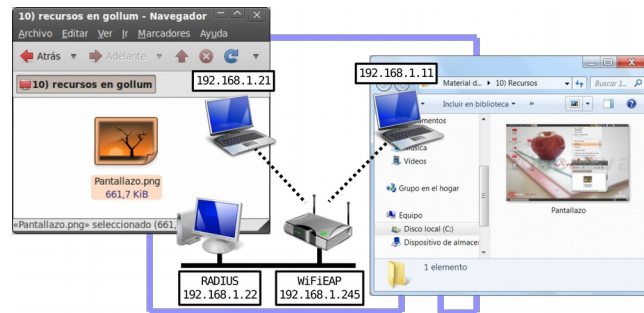 10) recursos en gollum - Navegador
Archivo Editar Ver Ir Marcadores Ayuda
Atrás Adelante
10) recursos en gollum
192.168.1.21
Pantallazo.png
661,7 KiB
«Pantallazo.png» seleccionado (661,
192.168.1.11
Material d... 10) Recursos
Buscar 1...
Incluir en biblioteca »
Música
Vídeos
Grupo en el hogar
Equipo
Disco local (C:)
Dispositivo de almace
Pantallazo
1 elemento
RADIUS
192.168.1.22
WiFiEAP
192.168.1.245